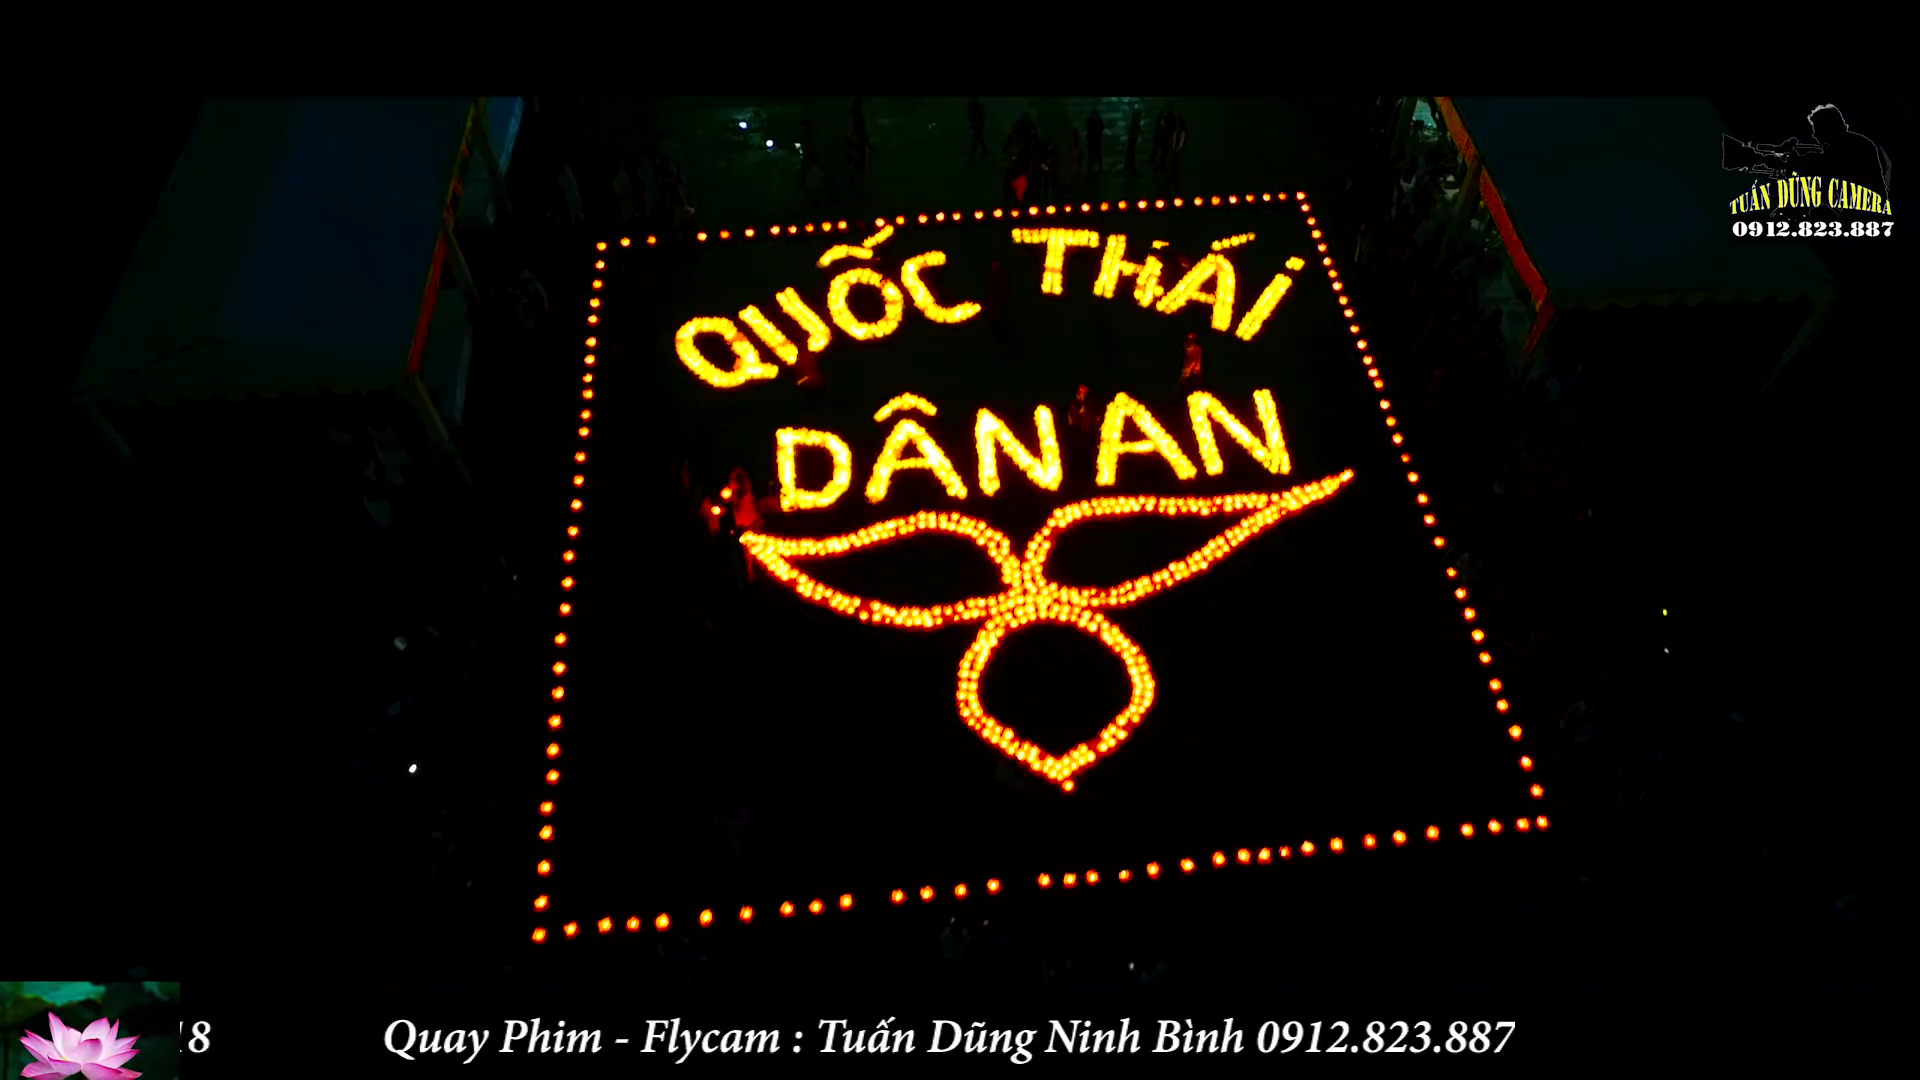 TUẤN DŨNG CAMERA
0912.823.887
QUỐC THÁI
DÂN AN
18 Quay Phim - Flycam : Tuấn Dũng Ninh Bình 0912.823.887